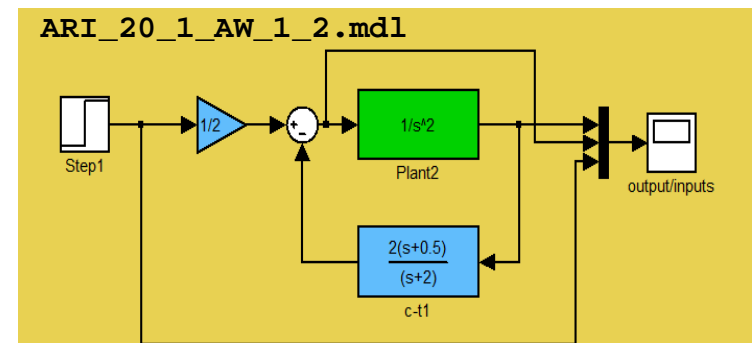 ARI_20_1_AW_1_2.mdl
Step1
1/2
+
-
1/s^2
Plant2
output/inputs
2(s+0.5)
(s+2)
c-t1